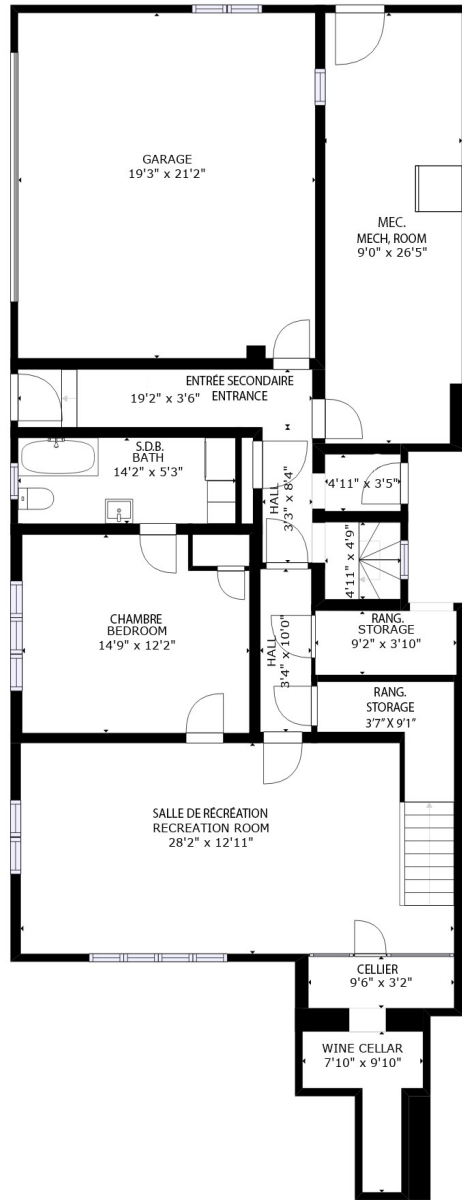 GARAGE
19'3" x 21'2"
MEC.
MECH, ROOM
9'0" x 26'5"
ENTRÉE SECONDAIRE
19'2" x 3'6" ENTRANCE
S.D.B.
BATH
14'2" x 5'3"
HALL
3'3" x 8'4"
4'11" x 3'5"
4'11" x 4'9"
CHAMBRE
BEDROOM
14'9" x 12'2"
HALL
3'4" x 10'0"
RANG.
STORAGE
9'2" x 3'10"
RANG.
STORAGE
3'7" X 9'1"
SALLE DE RÉCRÉATION
RECREATION ROOM
28'2" x 12'11"
CELLIER
9'6" x 3'2"
WINE CELLAR
7'10" x 9'10"